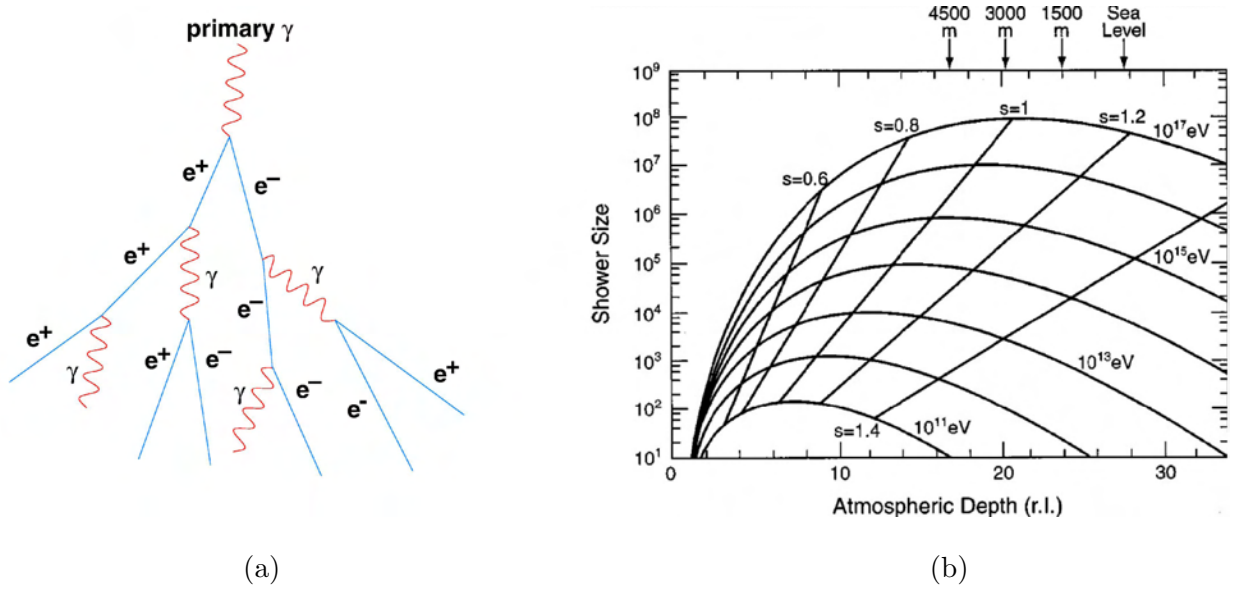 primary γ
e+
e−
e+
γ
γ
e−
e+
γ
e+
e−
γ
e−
e-
e+
(a)
4500 m
3000 m
1500 m
Sea Level
10^9
10^8
10^7
10^6
10^5
10^4
10^3
10^2
10^1
Shower Size
s=0.6
s=0.8
s=1
s=1.2
s=1.4
10^17eV
10^15eV
10^13eV
10^11eV
0
10
20
30
Atmospheric Depth (r.l.)
(b)